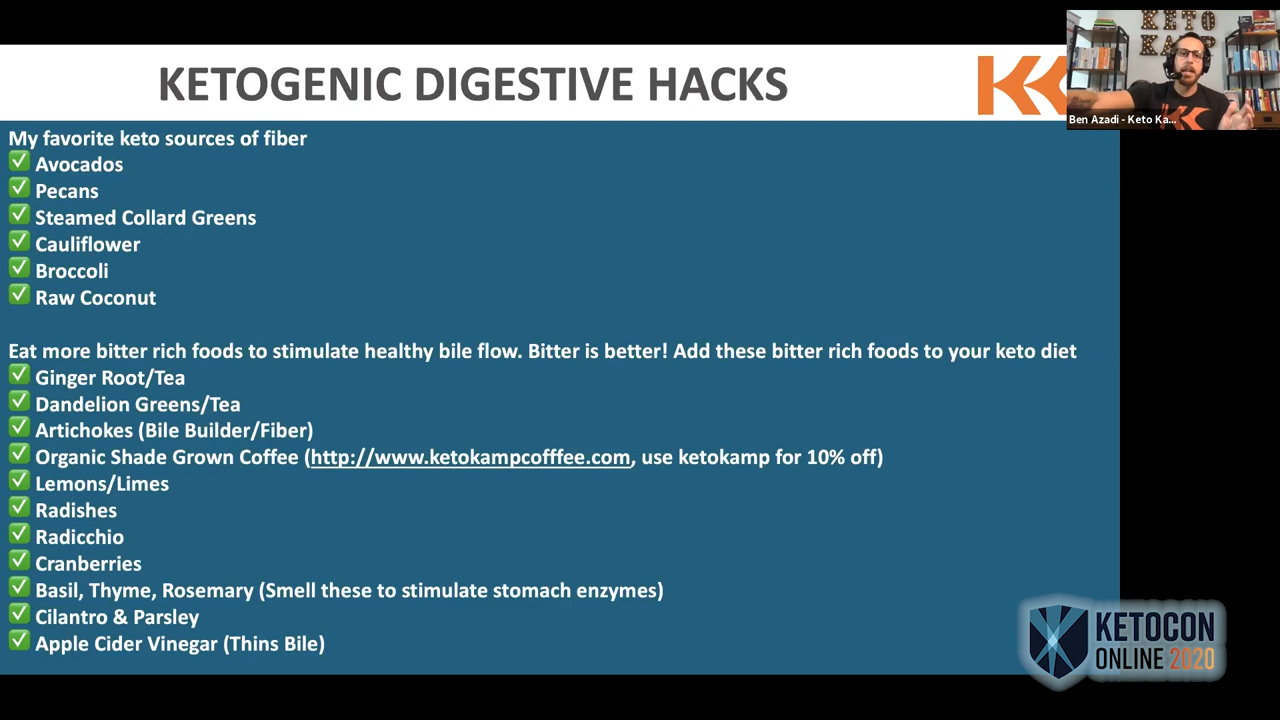 KETOGENIC DIGESTIVE HACKS
KETO
KAMP
Ben Azadi - Keto Ka...
My favorite keto sources of fiber
✅ Avocados
✅ Pecans
✅ Steamed Collard Greens
✅ Cauliflower
✅ Broccoli
✅ Raw Coconut
Eat more bitter rich foods to stimulate healthy bile flow. Bitter is better! Add these bitter rich foods to your keto diet
✅ Ginger Root/Tea
✅ Dandelion Greens/Tea
✅ Artichokes (Bile Builder/Fiber)
✅ Organic Shade Grown Coffee (http://www.ketokampcofffee.com, use ketokamp for 10% off)
✅ Lemons/Limes
✅ Radishes
✅ Radicchio
✅ Cranberries
✅ Basil, Thyme, Rosemary (Smell these to stimulate stomach enzymes)
✅ Cilantro & Parsley
✅ Apple Cider Vinegar (Thins Bile)
KETOCON
ONLINE 2020